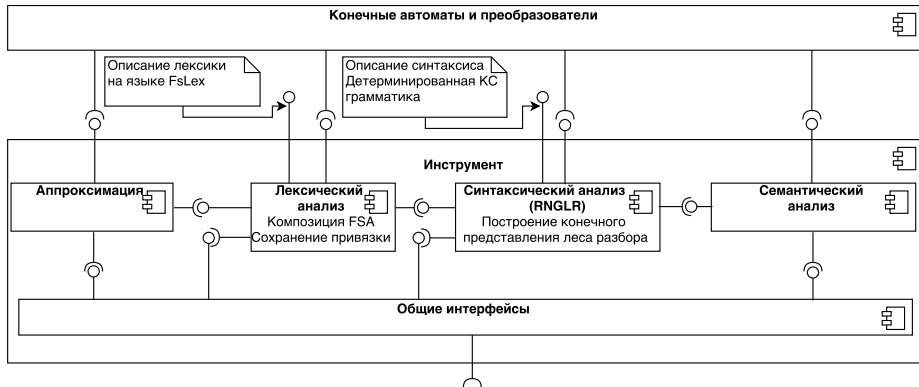 Конечные автоматы и преобразователи
Описание лексики
на языке FsLex
Описание синтаксиса
Детерминированная КС
грамматика
Инструмент
Аппроксимация
Лексический
анализ
Композиция FSA
Сохранение привязки
Синтаксический анализ
(RNGLR)
Построение конечного
представления леса разбора
Семантический
анализ
Общие интерфейсы